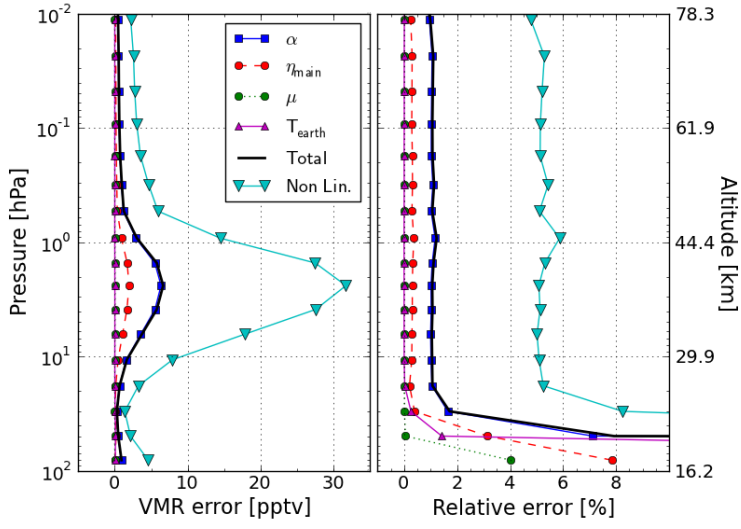 10⁻²
10⁻¹
10⁰
10¹
10²
Pressure [hPa]
α
η_main
μ
T_earth
Total
Non Lin.
0
10
20
30
VMR error [pptv]
0
2
4
6
8
Relative error [%]
78.3
61.9
44.4
29.9
16.2
Altitude [km]